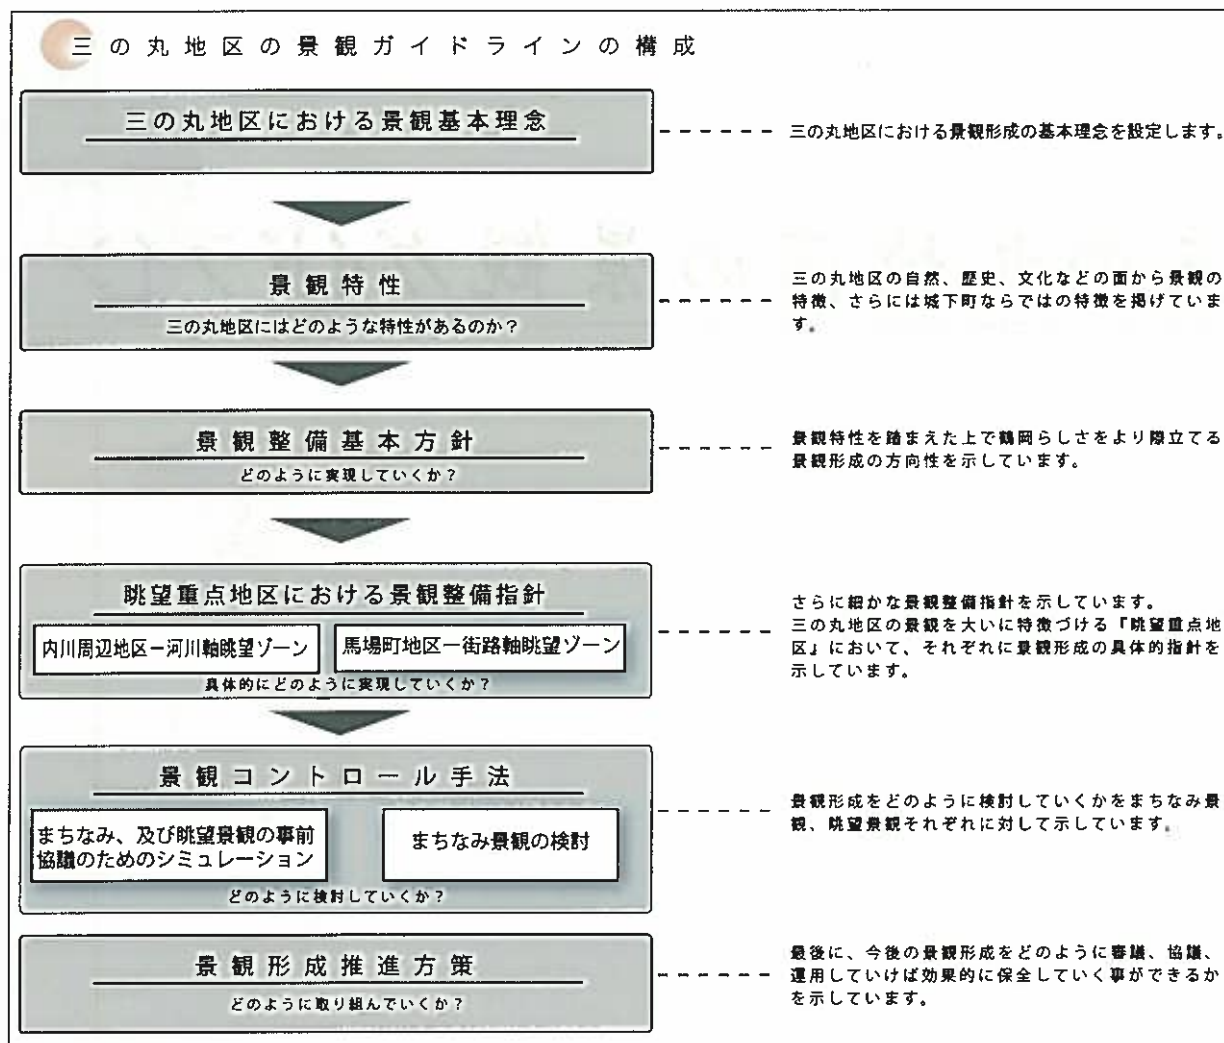 三の丸地区の景観ガイドラインの構成
三の丸地区における景観基本理念
三の丸地区における景観形成の基本理念を設定します。
景観特性
三の丸地区にはどのような特性があるのか？
三の丸地区の自然、歴史、文化などの面から景観の
特徴、さらには城下町ならではの特徴を掲げていま
す。
景観整備基本方針
どのように実現していくか？
景観特性を踏まえた上で鶴岡らしさをより際立てる
景観形成の方向性を示しています。
眺望重点地区における景観整備指針
内川周辺地区ー河川軸眺望ゾーン
馬場町地区ー街路軸眺望ゾーン
具体的にどのように実現していくか？
さらに細かな景観整備指針を示しています。
三の丸地区の景観を大いに特徴づける『眺望重点地
区』において、それぞれに景観形成の具体的指針を
示しています。
景観コントロール手法
まちなみ、及び眺望景観の事前
協議のためのシミュレーション
まちなみ景観の検討
どのように検討していくか？
景観形成をどのように検討していくかをまちなみ景
観、眺望景観それぞれに対して示しています。
景観形成推進方策
どのように取り組んでいくか？
最後に、今後の景観形成をどのように審議、協議、
運用していけば効果的に保全していく事ができるか
を示しています。